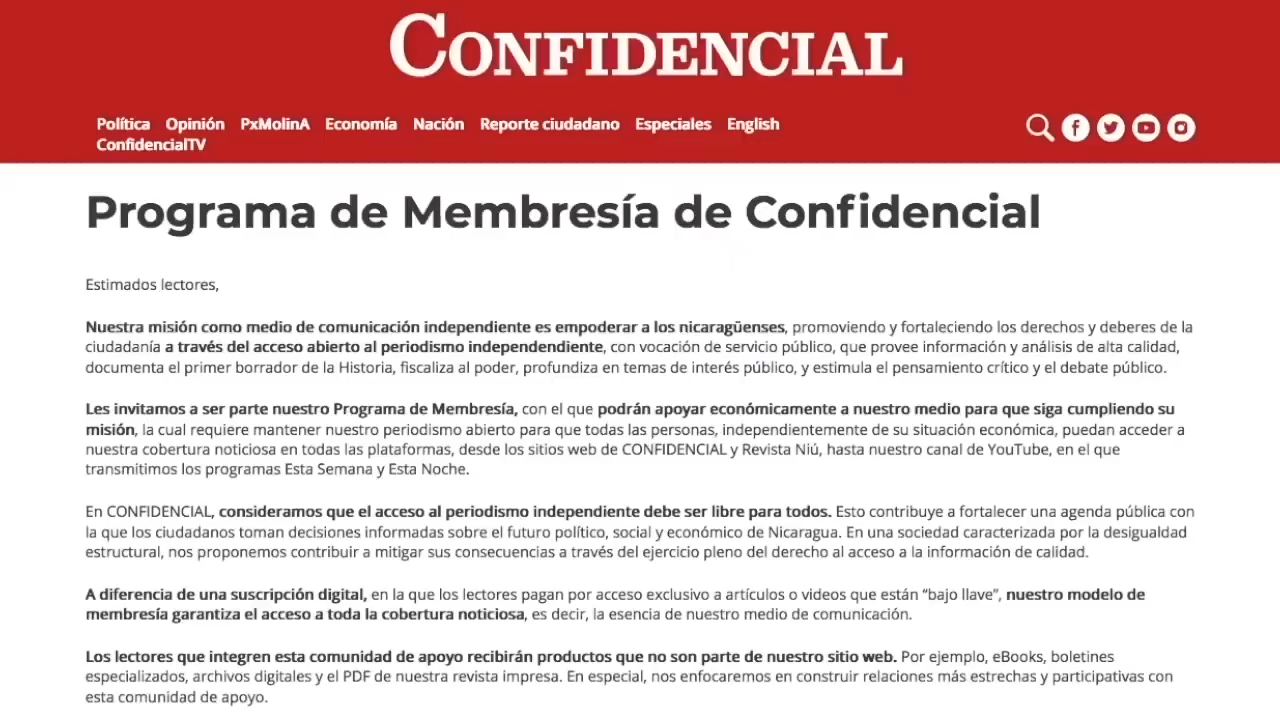 CONFIDENCIAL
Política Opinión PxMolinA Economía Nación Reporte ciudadano Especiales English
ConfidencialTV
Programa de Membresía de Confidencial
Estimados lectores,
Nuestra misión como medio de comunicación independiente es empoderar a los nicaragüenses, promoviendo y fortaleciendo los derechos y deberes de la
ciudadanía a través del acceso abierto al periodismo independendiente, con vocación de servicio público, que provee información y análisis de alta calidad,
documenta el primer borrador de la Historia, fiscaliza al poder, profundiza en temas de interés público, y estimula el pensamiento crítico y el debate público.
Les invitamos a ser parte nuestro Programa de Membresía, con el que podrán apoyar económicamente a nuestro medio para que siga cumpliendo su
misión, la cual requiere mantener nuestro periodismo abierto para que todas las personas, independientemente de su situación económica, puedan acceder a
nuestra cobertura noticiosa en todas las plataformas, desde los sitios web de CONFIDENCIAL y Revista Niú, hasta nuestro canal de YouTube, en el que
transmitimos los programas Esta Semana y Esta Noche.
En CONFIDENCIAL, consideramos que el acceso al periodismo independiente debe ser libre para todos. Esto contribuye a fortalecer una agenda pública con
la que los ciudadanos toman decisiones informadas sobre el futuro político, social y económico de Nicaragua. En una sociedad caracterizada por la desigualdad
estructural, nos proponemos contribuir a mitigar sus consecuencias a través del ejercicio pleno del derecho al acceso a la información de calidad.
A diferencia de una suscripción digital, en la que los lectores pagan por acceso exclusivo a artículos o videos que están “bajo llave”, nuestro modelo de
membresía garantiza el acceso a toda la cobertura noticiosa, es decir, la esencia de nuestro medio de comunicación.
Los lectores que integren esta comunidad de apoyo recibirán productos que no son parte de nuestro sitio web. Por ejemplo, eBooks, boletines
especializados, archivos digitales y el PDF de nuestra revista impresa. En especial, nos enfocaremos en construir relaciones más estrechas y participativas con
esta comunidad de apoyo.